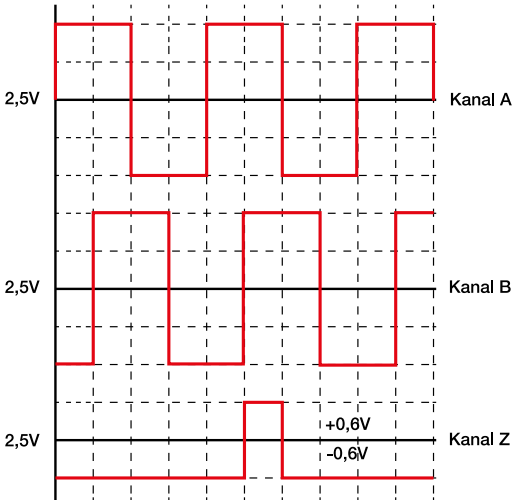 2,5V Kanal A
2,5V Kanal B
+0,6V
2,5V Kanal Z
-0,6V